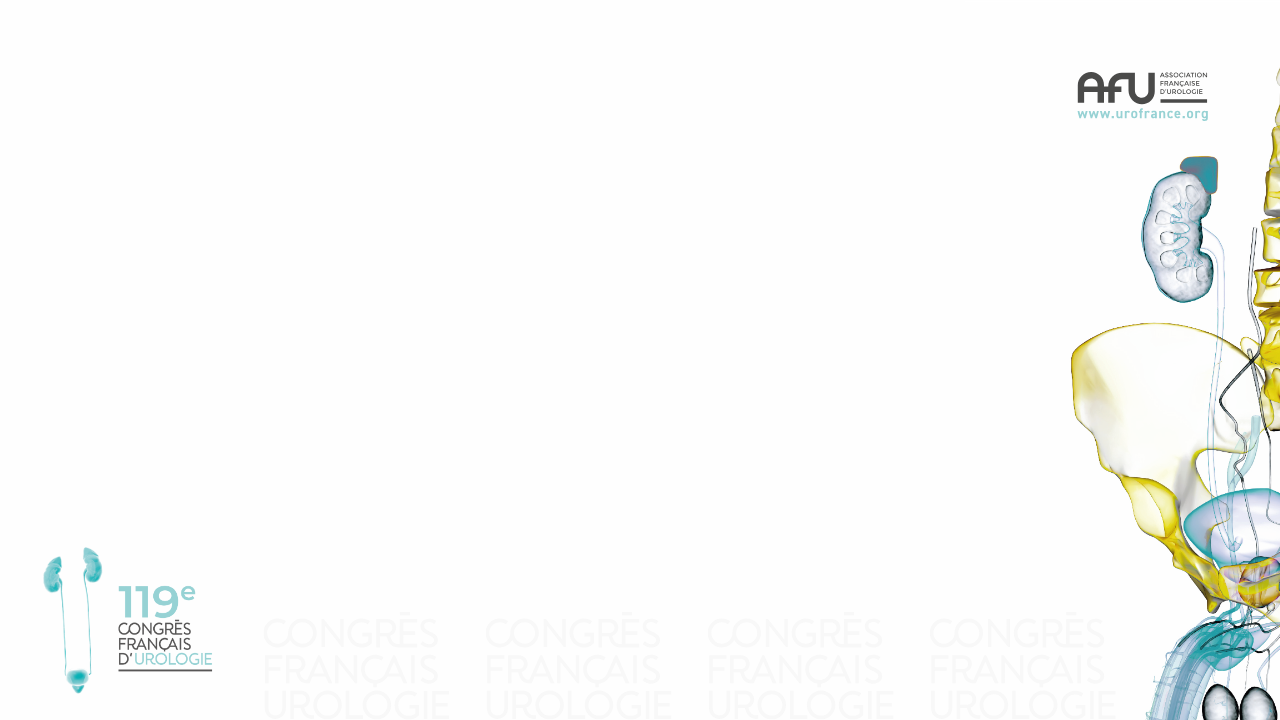 AFU
ASSOCIATION
FRANÇAISE
D'UROLOGIE
www.urofrance.org
119e
CONGRÈS
FRANÇAIS
D'UROLOGIE
CONGRÈS CONGRÈS CONGRÈS CONGRÈS
FRANÇAIS FRANÇAIS FRANÇAIS FRANÇAIS
UROLOGIE UROLOGIE UROLOGIE UROLOGIE